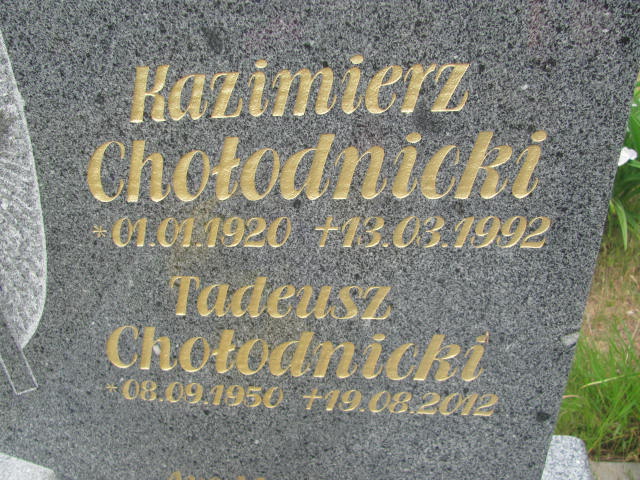 Kazimierz
Chołodnicki
*01.01.1920 †13.03.1992
Tadeusz
Chołodnicki
*08.09.1950 †19.08.2012